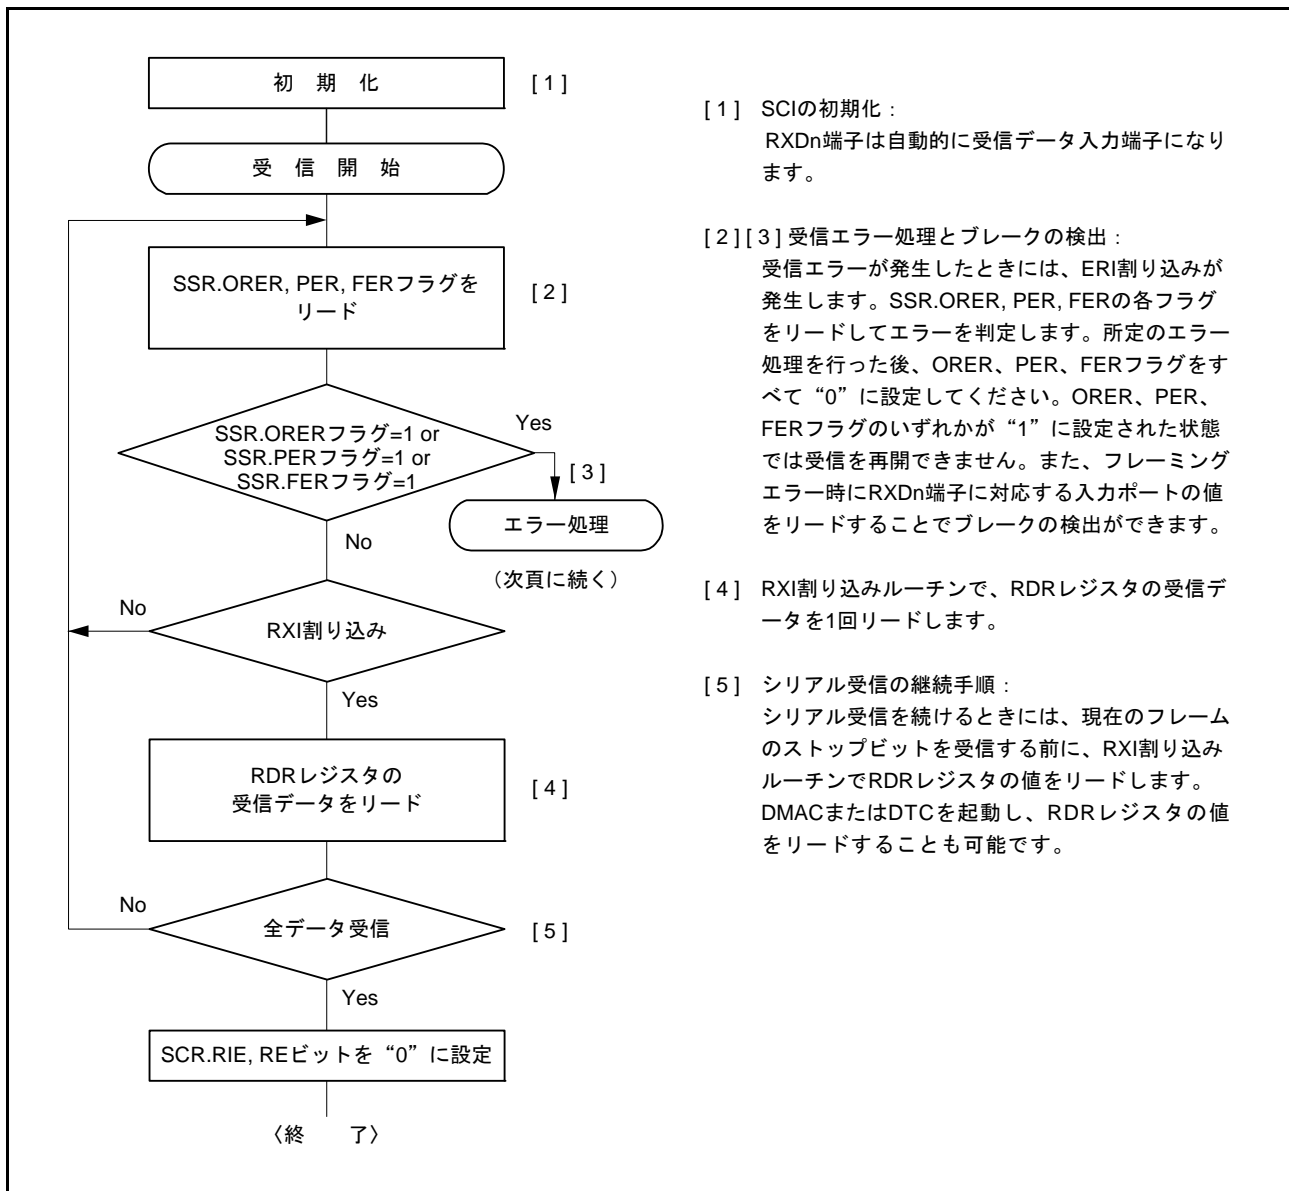 初 期 化 [ 1 ]
受 信 開 始
SSR.ORER, PER, FERフラグを
リード
[ 2 ]
SSR.ORERフラグ=1 or
SSR.PERフラグ=1 or
SSR.FERフラグ=1
Yes
[ 3 ]
エラー処理
(次頁に続く)
No
RXI割り込み
No
Yes
RDRレジスタの
受信データをリード
[ 4 ]
全データ受信
No
[ 5 ]
Yes
SCR.RIE, REビットを“0”に設定
〈終 了〉
[ 1 ] SCIの初期化:
RXDn端子は自動的に受信データ入力端子になり
ます。
[ 2 ] [ 3 ] 受信エラー処理とブレークの検出:
受信エラーが発生したときには、ERI割り込みが
発生します。SSR.ORER, PER, FERの各フラグ
をリードしてエラーを判定します。所定のエラー
処理を行った後、ORER、PER、FERフラグをす
べて“0”に設定してください。ORER、PER、
FERフラグのいずれかが“1”に設定された状態
では受信を再開できません。また、フレーミング
エラー時にRXDn端子に対応する入力ポートの値
をリードすることでブレークの検出ができます。
[ 4 ] RXI割り込みルーチンで、RDRレジスタの受信デ
ータを1回リードします。
[ 5 ] シリアル受信の継続手順:
シリアル受信を続けるときには、現在のフレーム
のストップビットを受信する前に、RXI割り込み
ルーチンでRDRレジスタの値をリードします。
DMACまたはDTCを起動し、RDRレジスタの値
をリードすることも可能です。